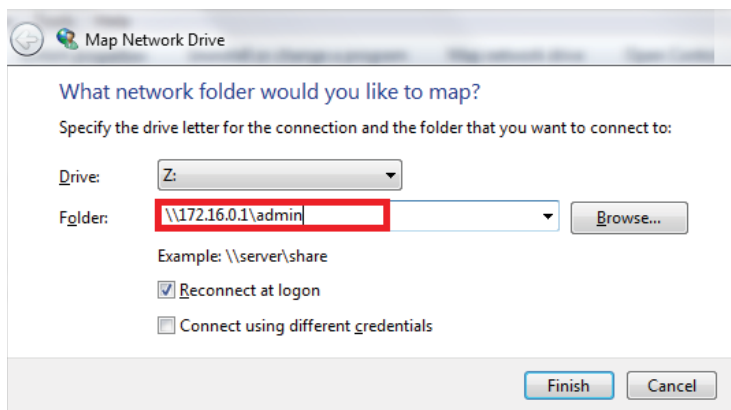 Map Network Drive
What network folder would you like to map?
Specify the drive letter for the connection and the folder that you want to connect to:
Drive: Z:
Folder: \\172.16.0.1\admin Browse...
Example: \\server\share
Reconnect at logon
Connect using different credentials
Finish Cancel